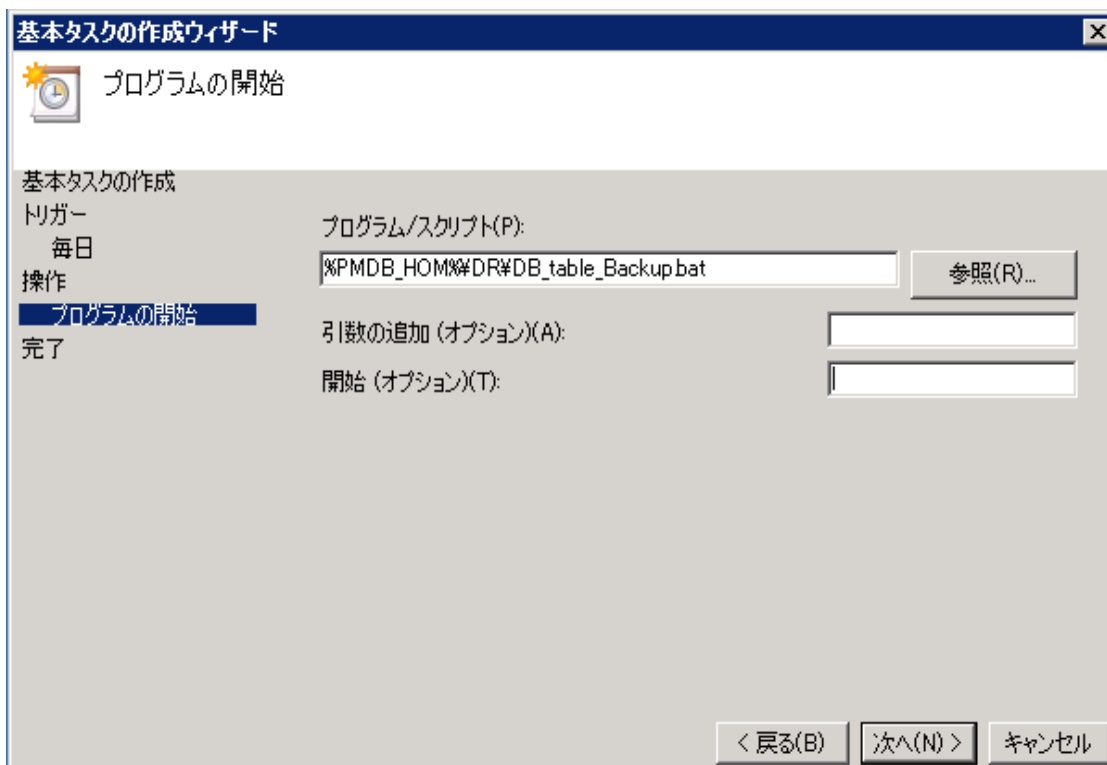 基本タスクの作成ウィザード
プログラムの開始
基本タスクの作成
トリガー
毎日
操作
プログラムの開始
完了
プログラム/スクリプト(P):
%PMDB_HOM%¥DR¥DB_table_Backup.bat
参照(R)...
引数の追加 (オプション)(A):
開始 (オプション)(T):
< 戻る(B)
次へ(N) >
キャンセル